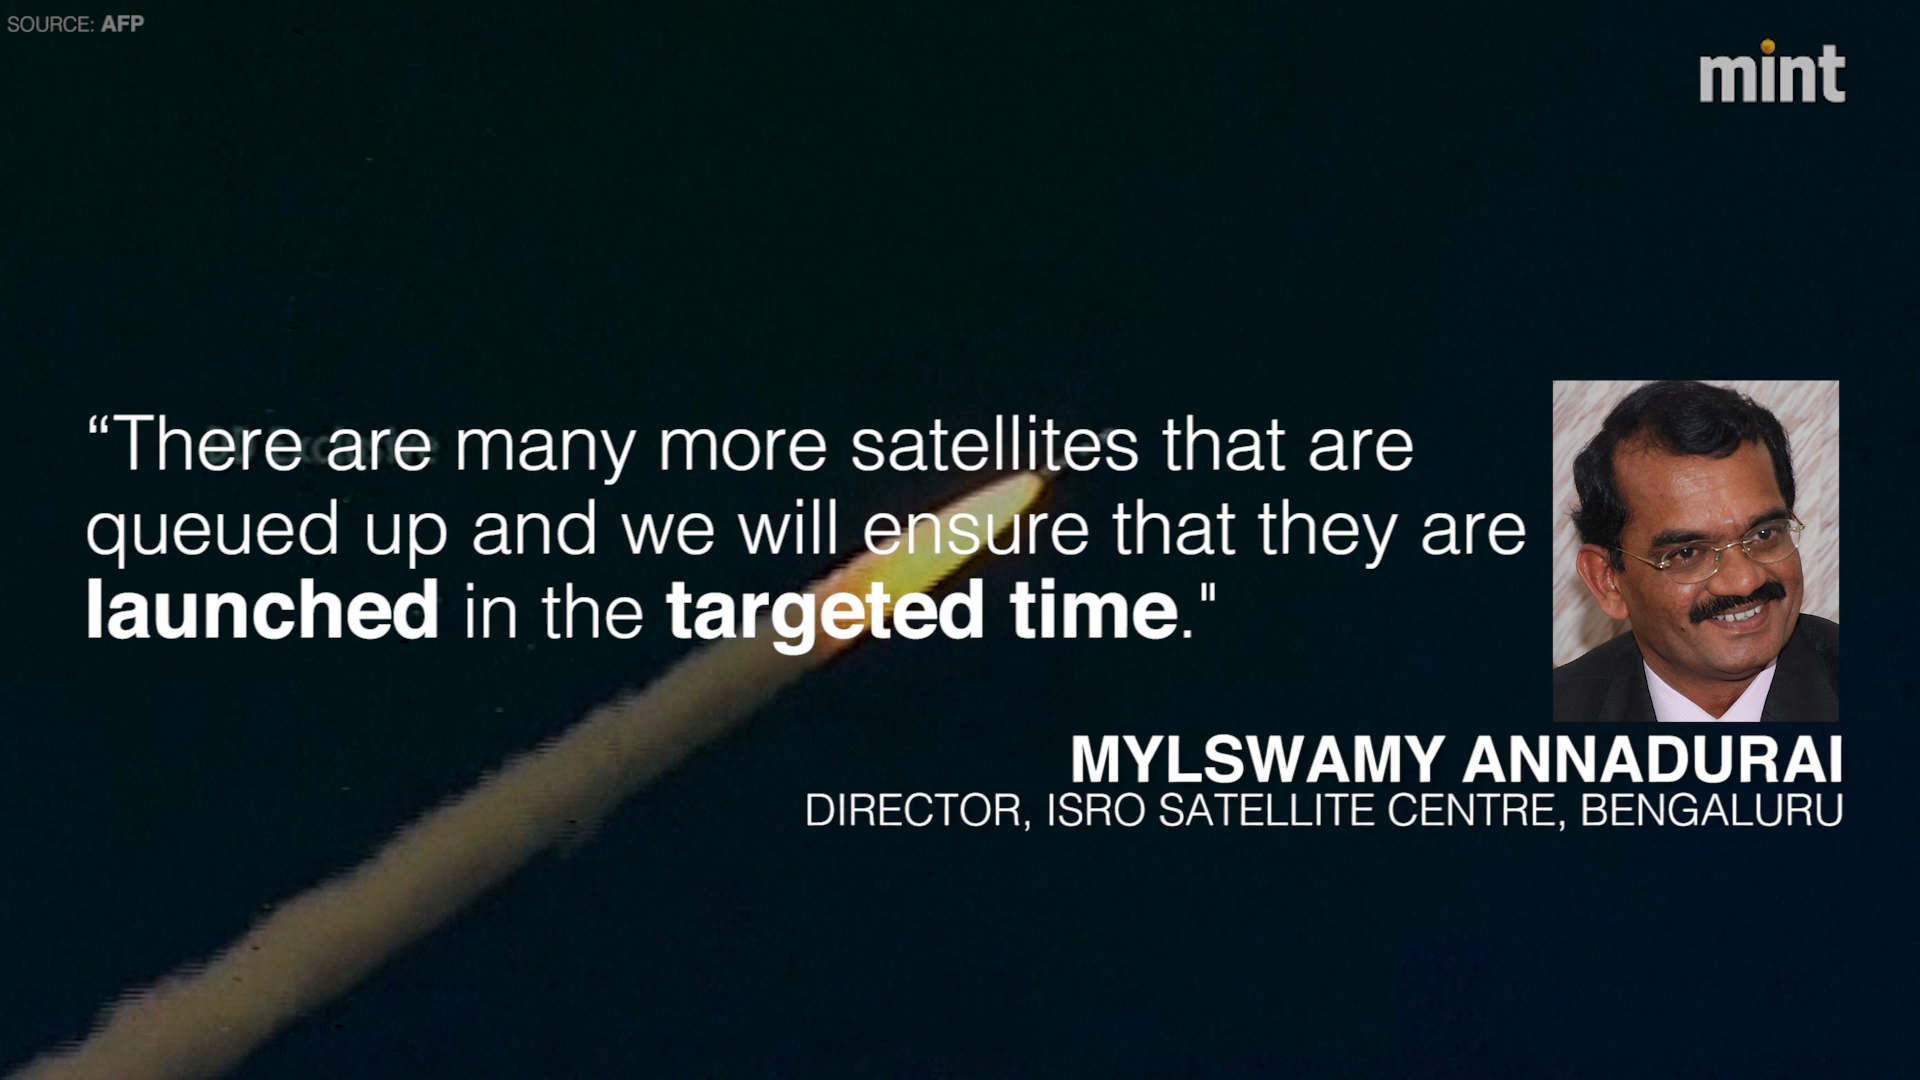 SOURCE: AFP
mint
“There are many more satellites that are
queued up and we will ensure that they are
launched in the targeted time."
MYLSWAMY ANNADURAI
DIRECTOR, ISRO SATELLITE CENTRE, BENGALURU